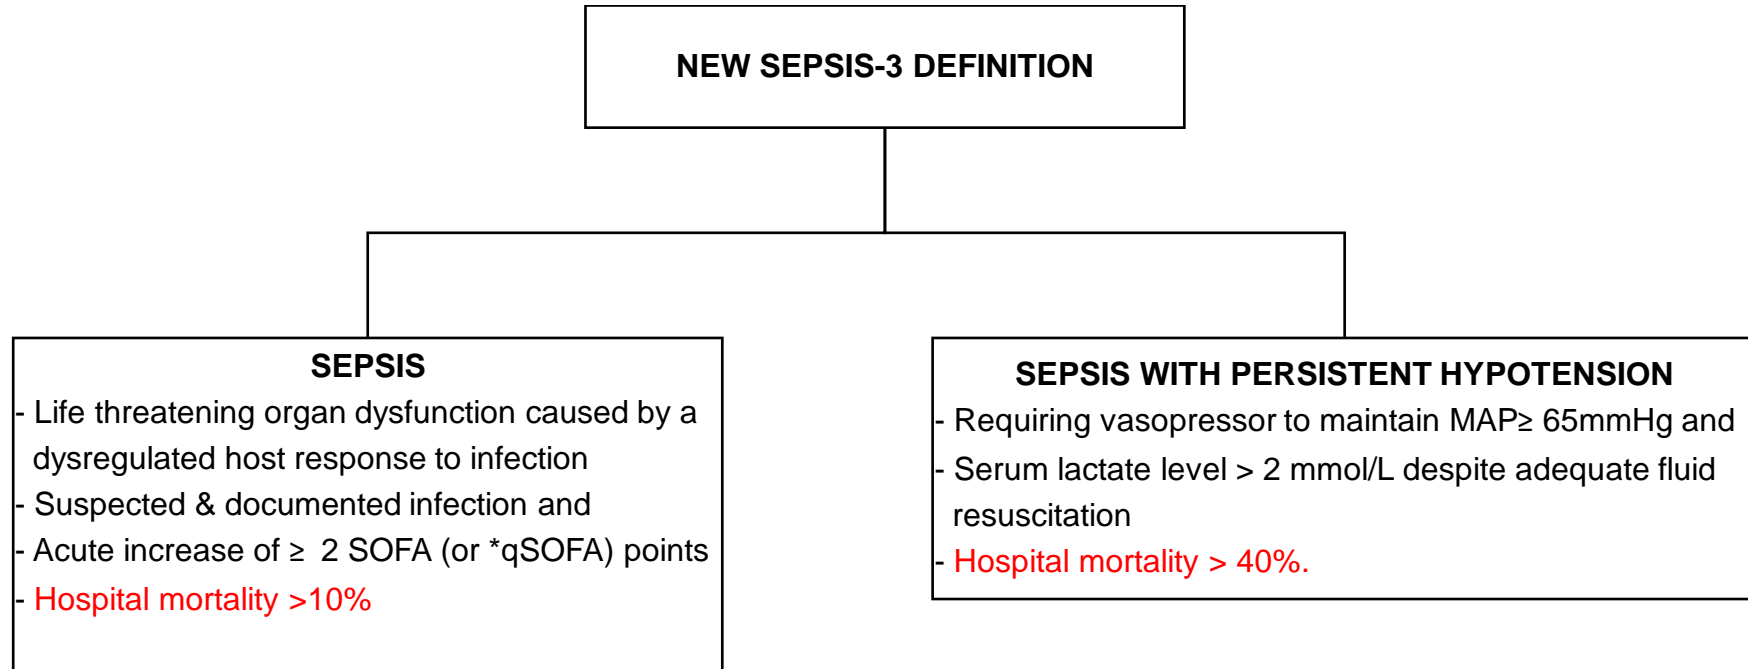 NEW SEPSIS-3 DEFINITION
SEPSIS
- Life threatening organ dysfunction caused by a
dysregulated host response to infection
- Suspected & documented infection and
- Acute increase of ≥ 2 SOFA (or *qSOFA) points
- Hospital mortality >10%
SEPSIS WITH PERSISTENT HYPOTENSION
- Requiring vasopressor to maintain MAP≥ 65mmHg and
- Serum lactate level > 2 mmol/L despite adequate fluid
resuscitation
- Hospital mortality > 40%.